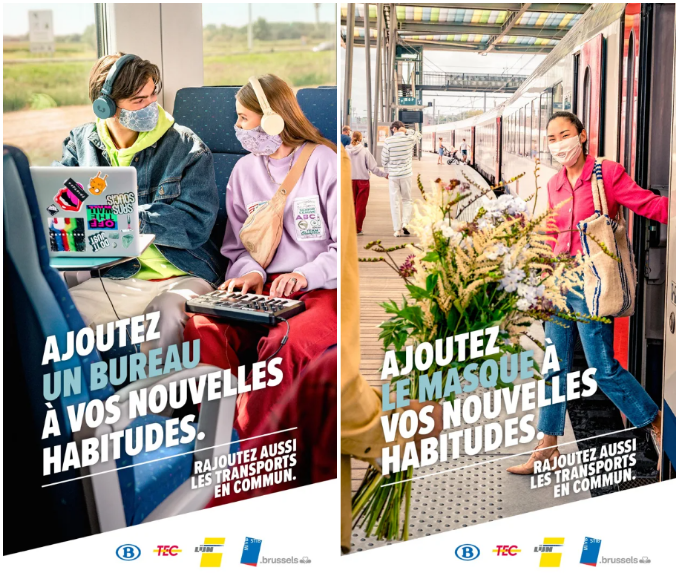 AJOUTEZ
UN BUREAU
À VOS NOUVELLES
HABITUDES.
RAJOUTEZ AUSSI
LES TRANSPORTS
EN COMMUN.
B
TEC
.brussels
AJOUTEZ
LE MASQUE À
VOS NOUVELLES
HABITUDES.
RAJOUTEZ AUSSI
LES TRANSPORTS
EN COMMUN.
B
TEC
.brussels